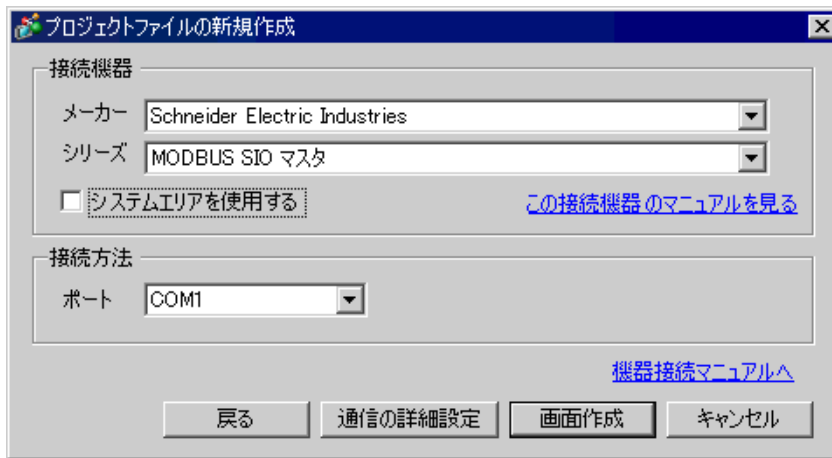 プロジェクトファイルの新規作成
接続機器
メーカー Schneider Electric Industries
シリーズ MODBUS SIO マスタ
システムエリアを使用する この接続機器のマニュアルを見る
接続方法
ポート COM1
機器接続マニュアルへ
戻る 通信の詳細設定 画面作成 キャンセル